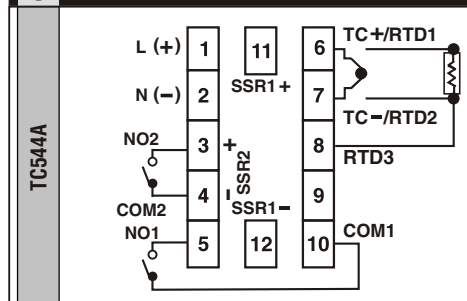 TC544A
L (+) 1 11 6 TC+/RTD1
SSR1+
N (−) 2 7
TC−/RTD2
NO2 3 + 8 RTD3
SSR2
4 - 9
COM2 SSR1−
NO1 5 12 10 COM1